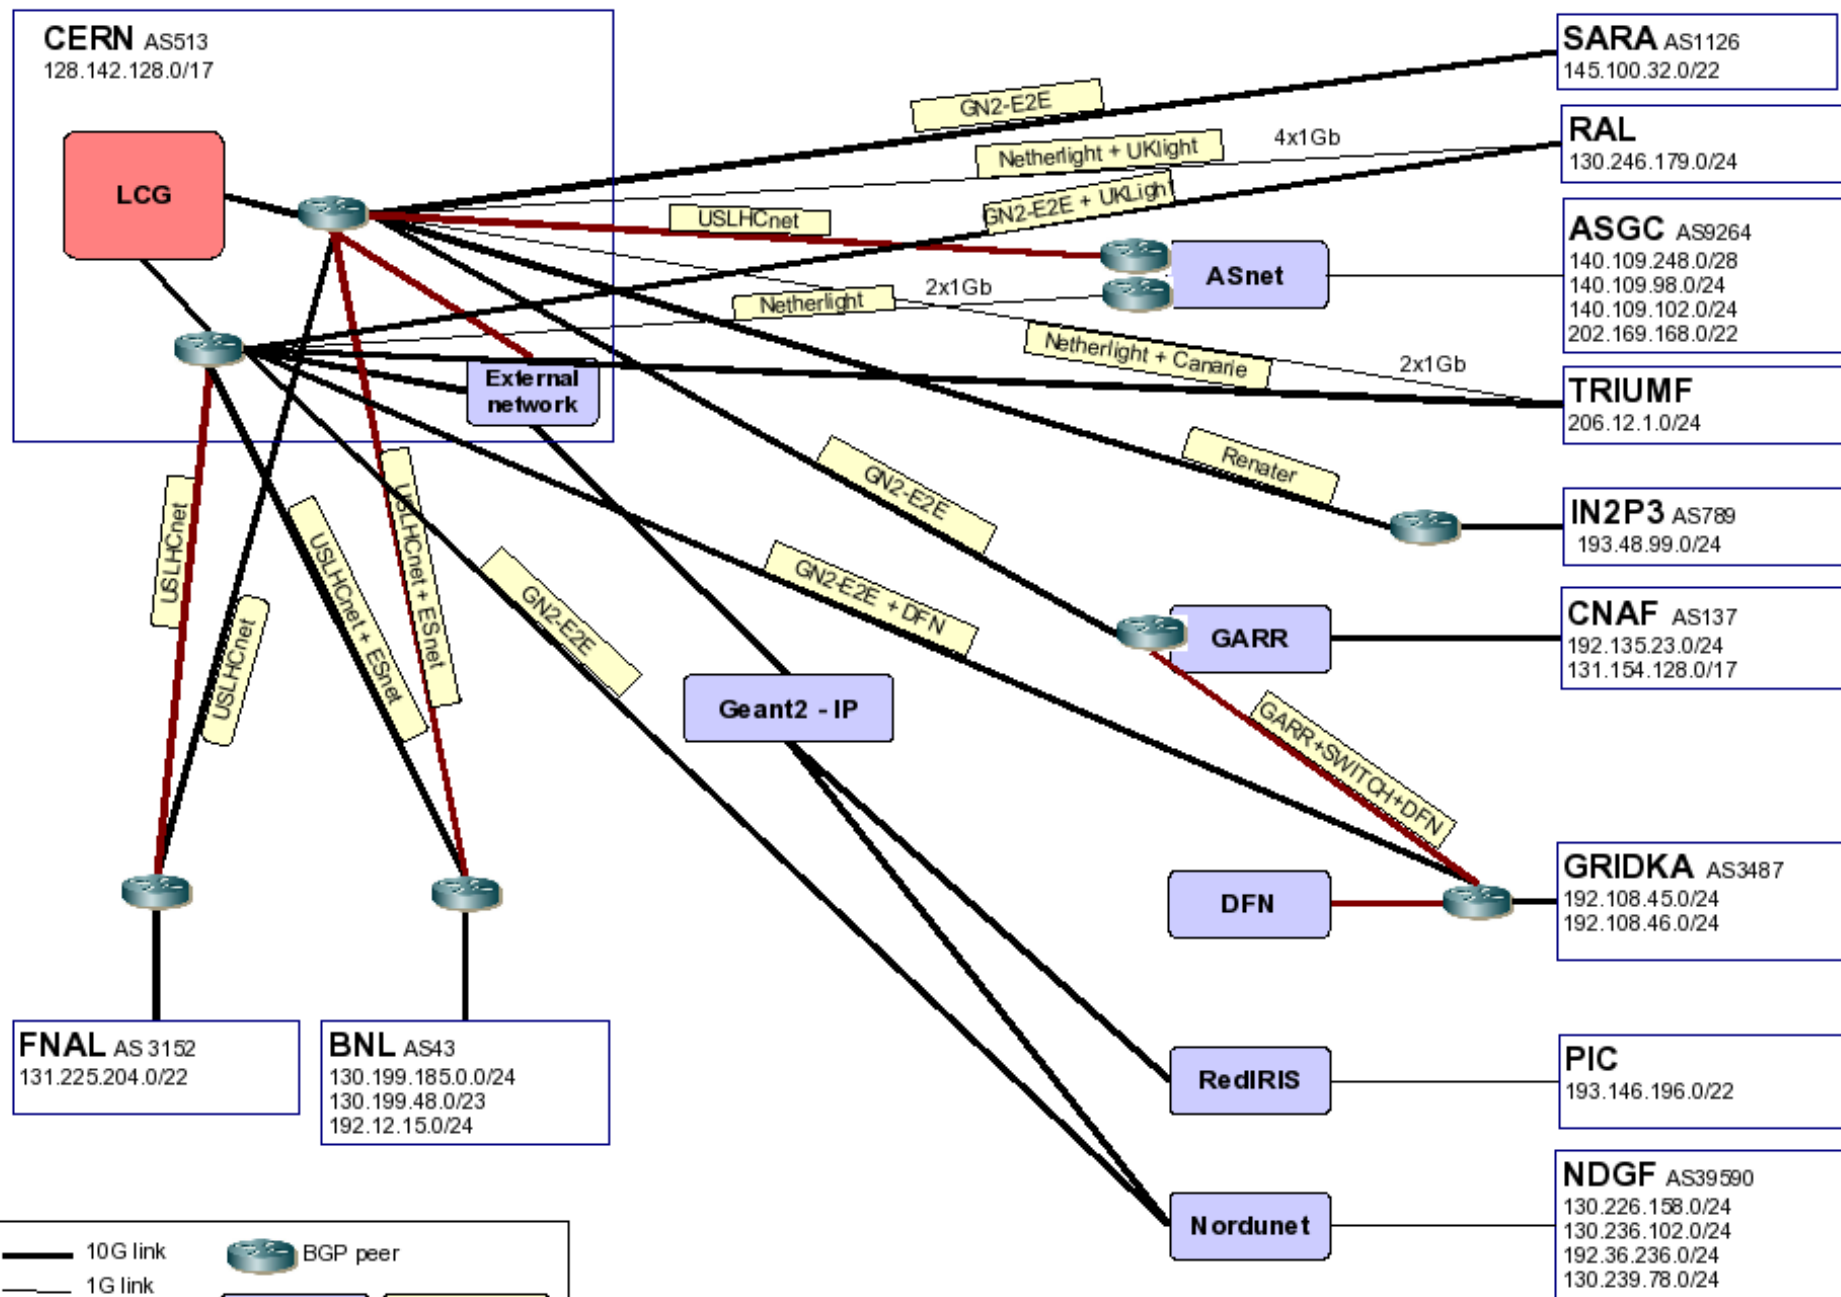 CERN AS513
128.142.128.0/17
LCG
External
network
GN2-E2E
Netherlight + UKlight
4x1Gb
GN2-E2E + UKLight
USLHCnet
Netherlight
2x1Gb
Netherlight + Canarie
2x1Gb
Renater
GN2-E2E
GN2-E2E + DFN
GN2-E2E
USLHCnet
USLHCnet
USLHCnet + ESnet
USLHCnet + ESnet
GARR+SWITCH+DFN
ASnet
GARR
Geant2 - IP
DFN
RedIRIS
Nordunet
SARA AS1126
145.100.32.0/22
RAL
130.246.179.0/24
ASGC AS9264
140.109.248.0/28
140.109.98.0/24
140.109.102.0/24
202.169.168.0/22
TRIUMF
206.12.1.0/24
IN2P3 AS789
193.48.99.0/24
CNAF AS137
192.135.23.0/24
131.154.128.0/17
GRIDKA AS3487
192.108.45.0/24
192.108.46.0/24
PIC
193.146.196.0/22
NDGF AS39590
130.226.158.0/24
130.236.102.0/24
192.36.236.0/24
130.239.78.0/24
FNAL AS 3152
131.225.204.0/22
BNL AS43
130.199.185.0.0/24
130.199.48.0/23
192.12.15.0/24
10G link
BGP peer
1G link